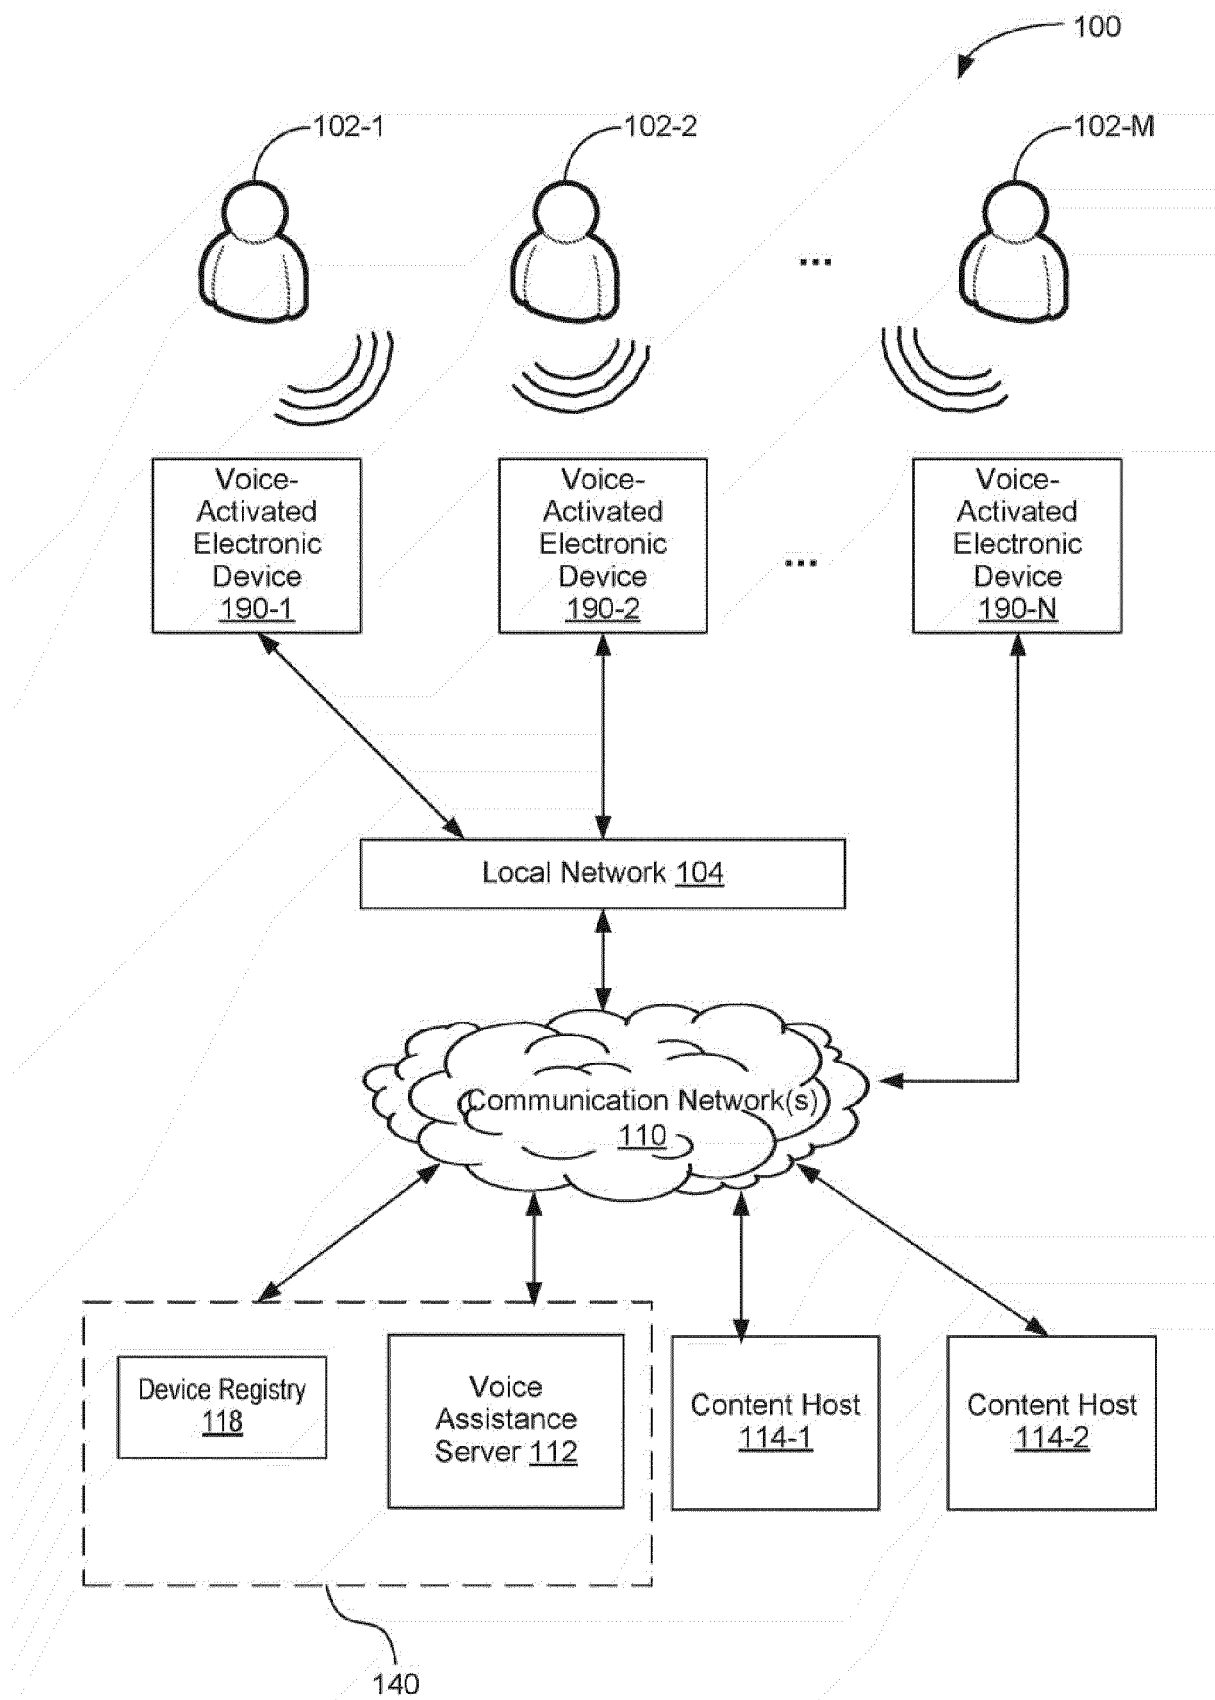 100
102-1
102-2
102-M
...
Voice-
Activated
Electronic
Device
190-1
Voice-
Activated
Electronic
Device
190-2
...
Voice-
Activated
Electronic
Device
190-N
Local Network 104
Communication Network(s)
110
Device Registry
118
Voice
Assistance
Server 112
Content Host
114-1
Content Host
114-2
140